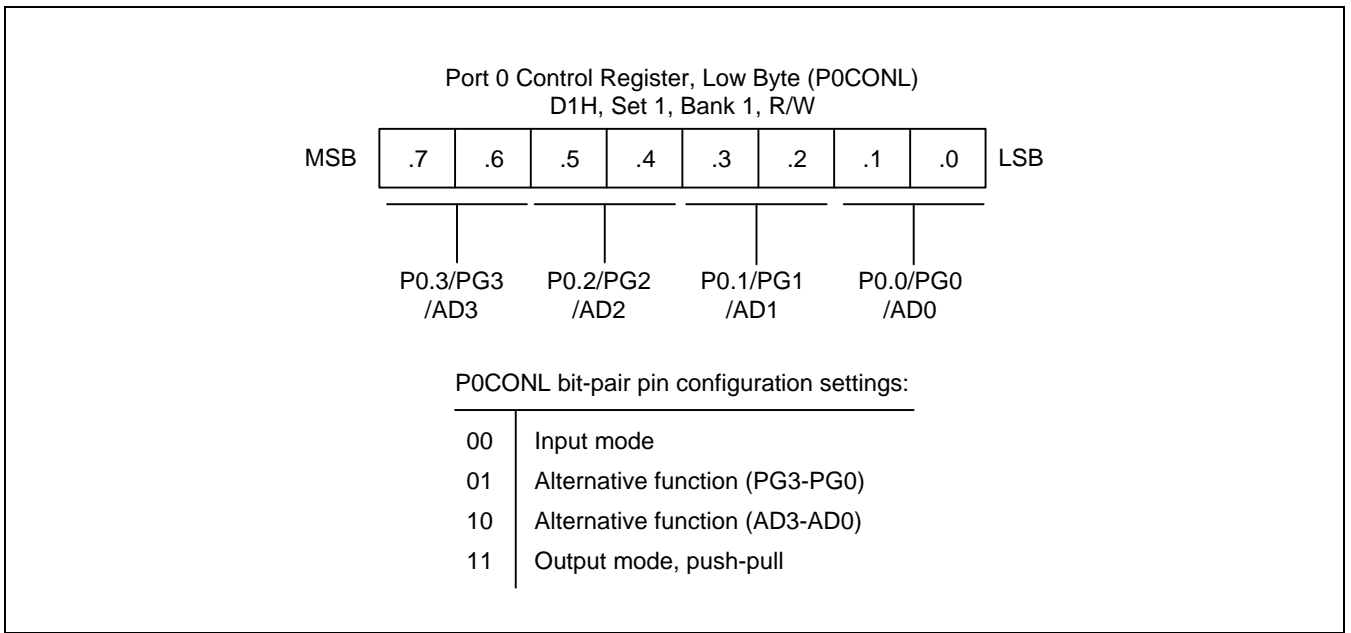 Port 0 Control Register, Low Byte (P0CONL)
D1H, Set 1, Bank 1, R/W
MSB .7 .6 .5 .4 .3 .2 .1 .0 LSB
P0.3/PG3 P0.2/PG2 P0.1/PG1 P0.0/PG0
/AD3 /AD2 /AD1 /AD0
P0CONL bit-pair pin configuration settings:
00 Input mode
01 Alternative function (PG3-PG0)
10 Alternative function (AD3-AD0)
11 Output mode, push-pull